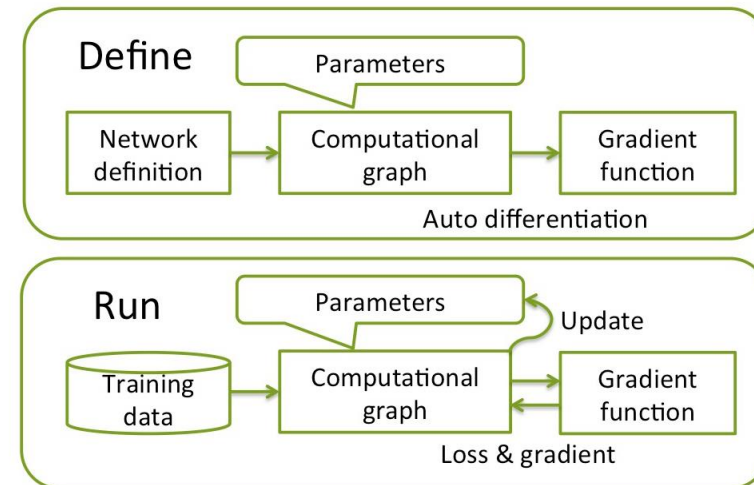 Define
Parameters
Network
definition
Computational
graph
Gradient
function
Auto differentiation
Run
Parameters
Update
Training
data
Computational
graph
Gradient
function
Loss & gradient